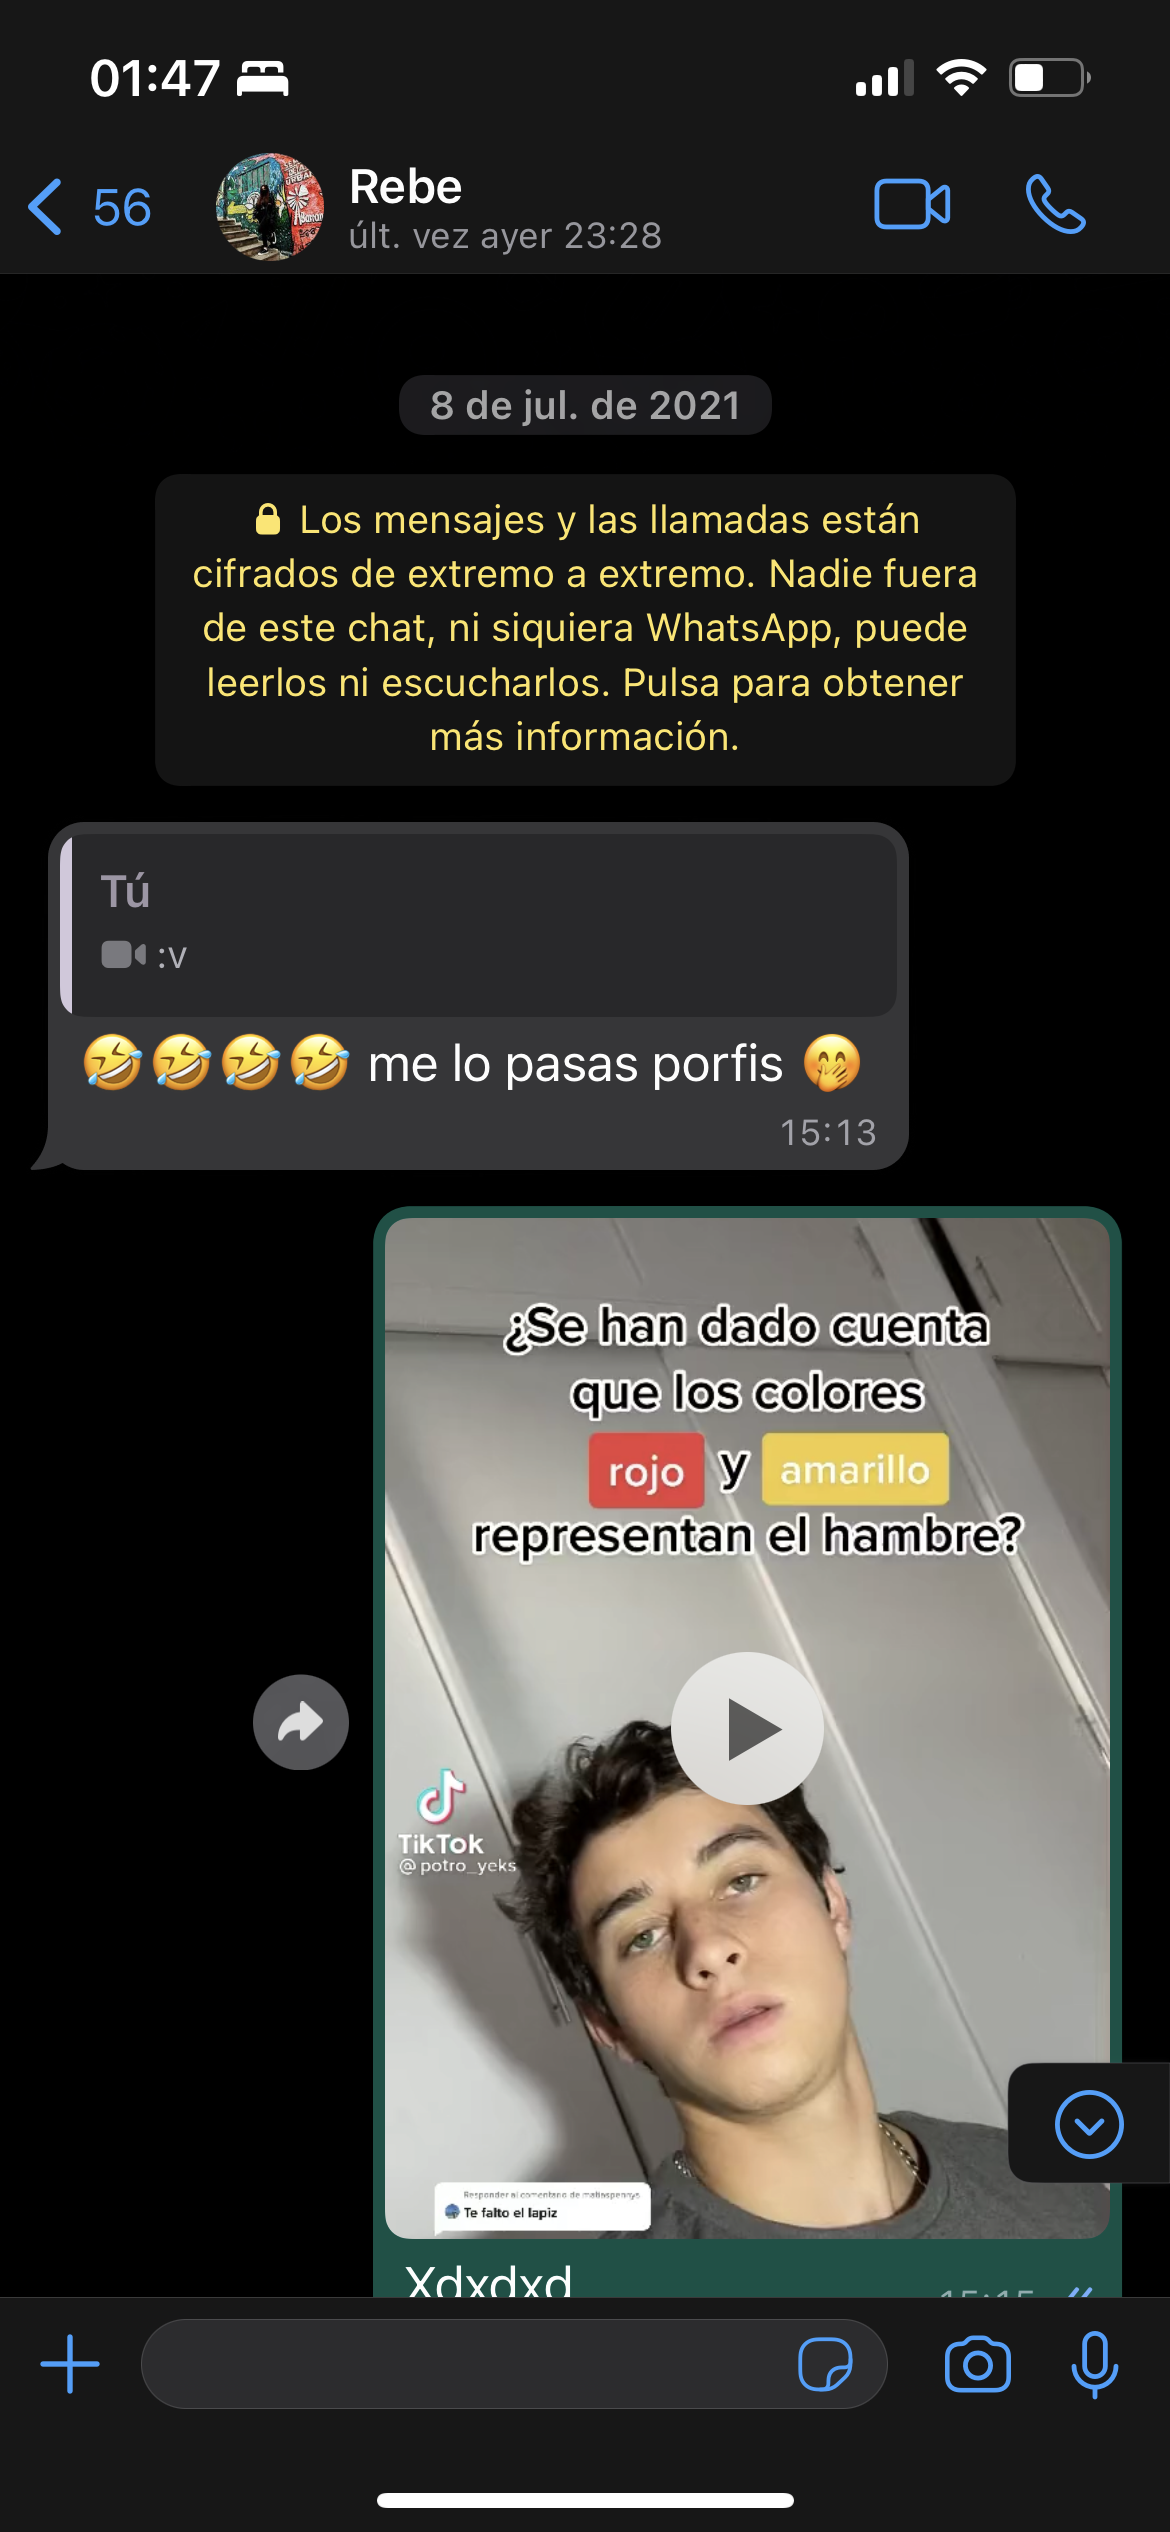 01:47
56
Rebe
últ. vez ayer 23:28
8 de jul. de 2021
Los mensajes y las llamadas están
cifrados de extremo a extremo. Nadie fuera
de este chat, ni siquiera WhatsApp, puede
leerlos ni escucharlos. Pulsa para obtener
más información.
Tú
:v
🤣🤣🤣🤣 me lo pasas porfis 🤭
15:13
¿Se han dado cuenta
que los colores
rojo y amarillo
representan el hambre?
TikTok
@potro_yeks
Responder al comentario de matiaspennys
Te falto el lapiz
Xdxdxd
15:15